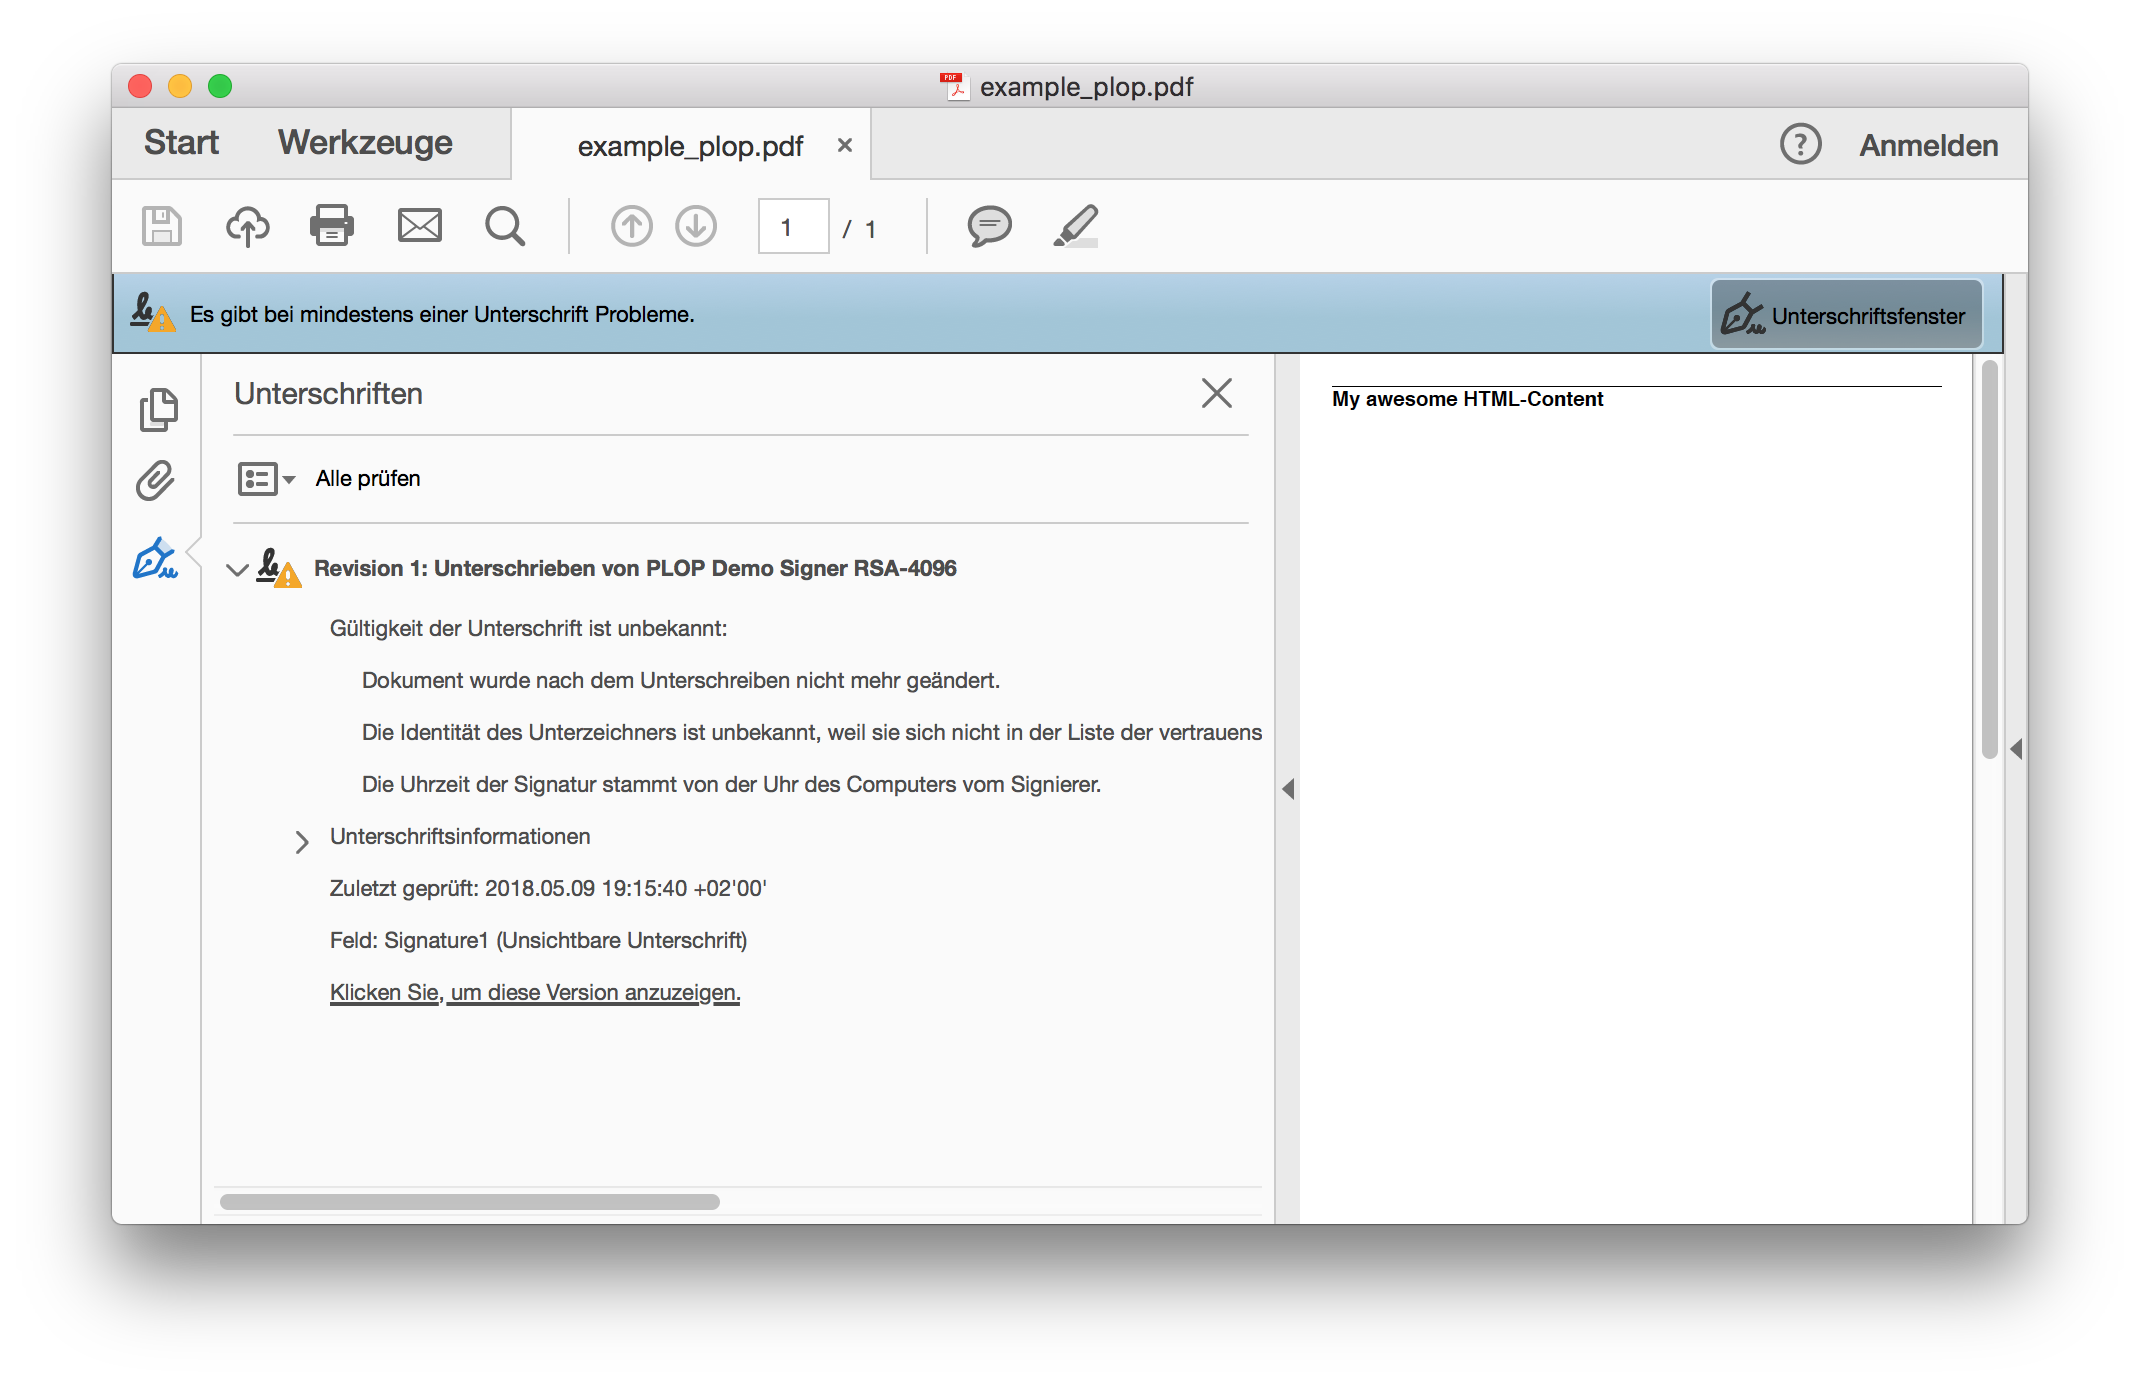 example_plop.pdf
Start
Werkzeuge
example_plop.pdf
Anmelden
1 / 1
Es gibt bei mindestens einer Unterschrift Probleme.
Unterschriftsfenster
Unterschriften
Alle prüfen
Revision 1: Unterschrieben von PLOP Demo Signer RSA-4096
Gültigkeit der Unterschrift ist unbekannt:
Dokument wurde nach dem Unterschreiben nicht mehr geändert.
Die Identität des Unterzeichners ist unbekannt, weil sie sich nicht in der Liste der vertrauens
Die Uhrzeit der Signatur stammt von der Uhr des Computers vom Signierer.
Unterschriftsinformationen
Zuletzt geprüft: 2018.05.09 19:15:40 +02'00'
Feld: Signature1 (Unsichtbare Unterschrift)
Klicken Sie, um diese Version anzuzeigen.
My awesome HTML-Content